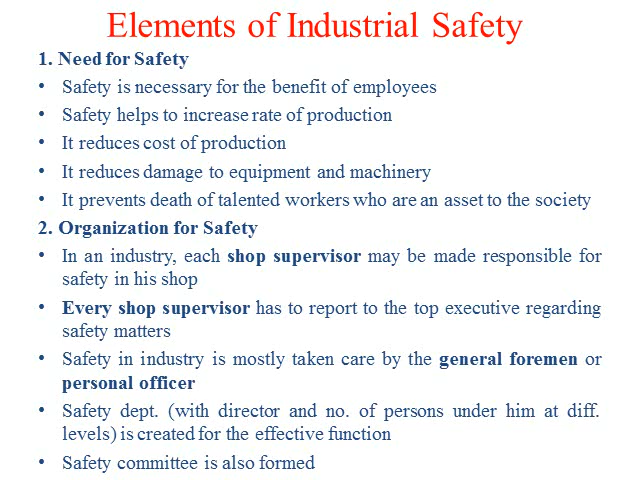 Elements of Industrial Safety
1. Need for Safety
• Safety is necessary for the benefit of employees
• Safety helps to increase rate of production
• It reduces cost of production
• It reduces damage to equipment and machinery
• It prevents death of talented workers who are an asset to the society
2. Organization for Safety
• In an industry, each shop supervisor may be made responsible for
safety in his shop
• Every shop supervisor has to report to the top executive regarding
safety matters
• Safety in industry is mostly taken care by the general foremen or
personal officer
• Safety dept. (with director and no. of persons under him at diff.
levels) is created for the effective function
• Safety committee is also formed